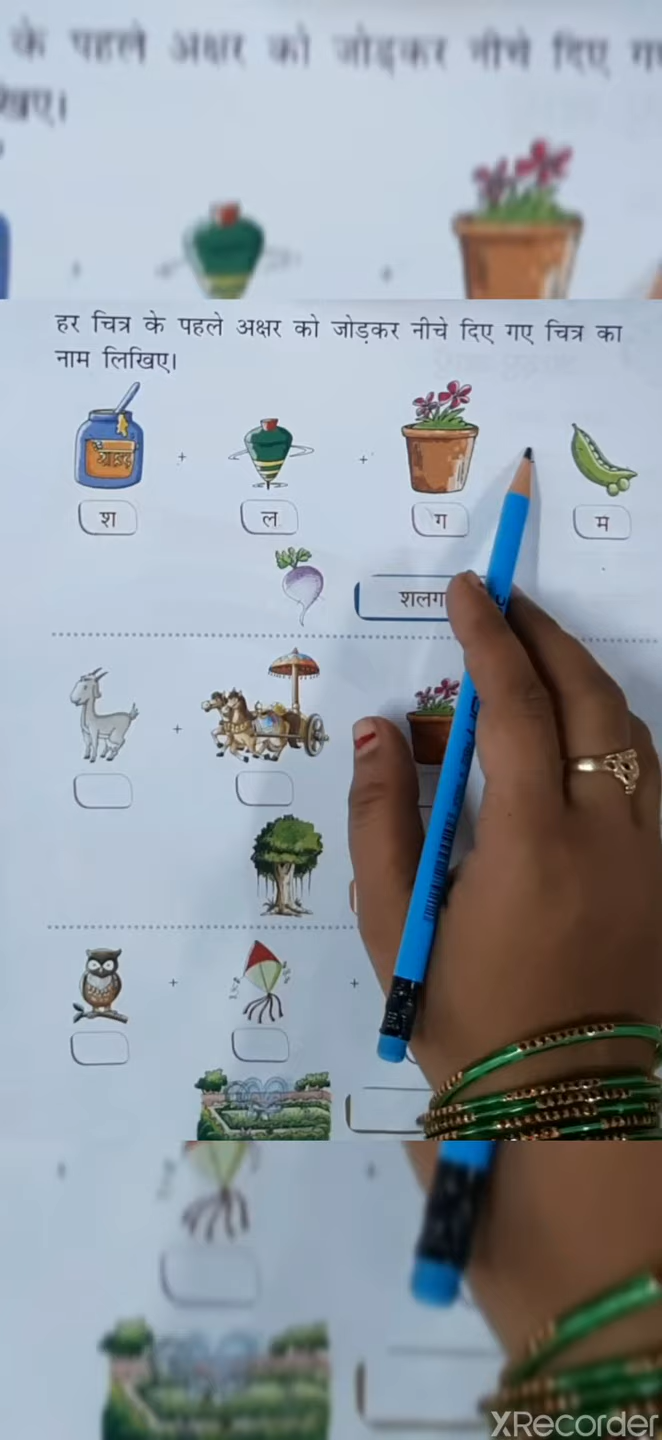 के पहले अक्षर को जोड़कर नीचे दिए
हर चित्र के पहले अक्षर को जोड़कर नीचे दिए गए चित्र का
नाम लिखिए।
शहद
+ +
श ल ग म
शलग
+
+ +
XRecorder